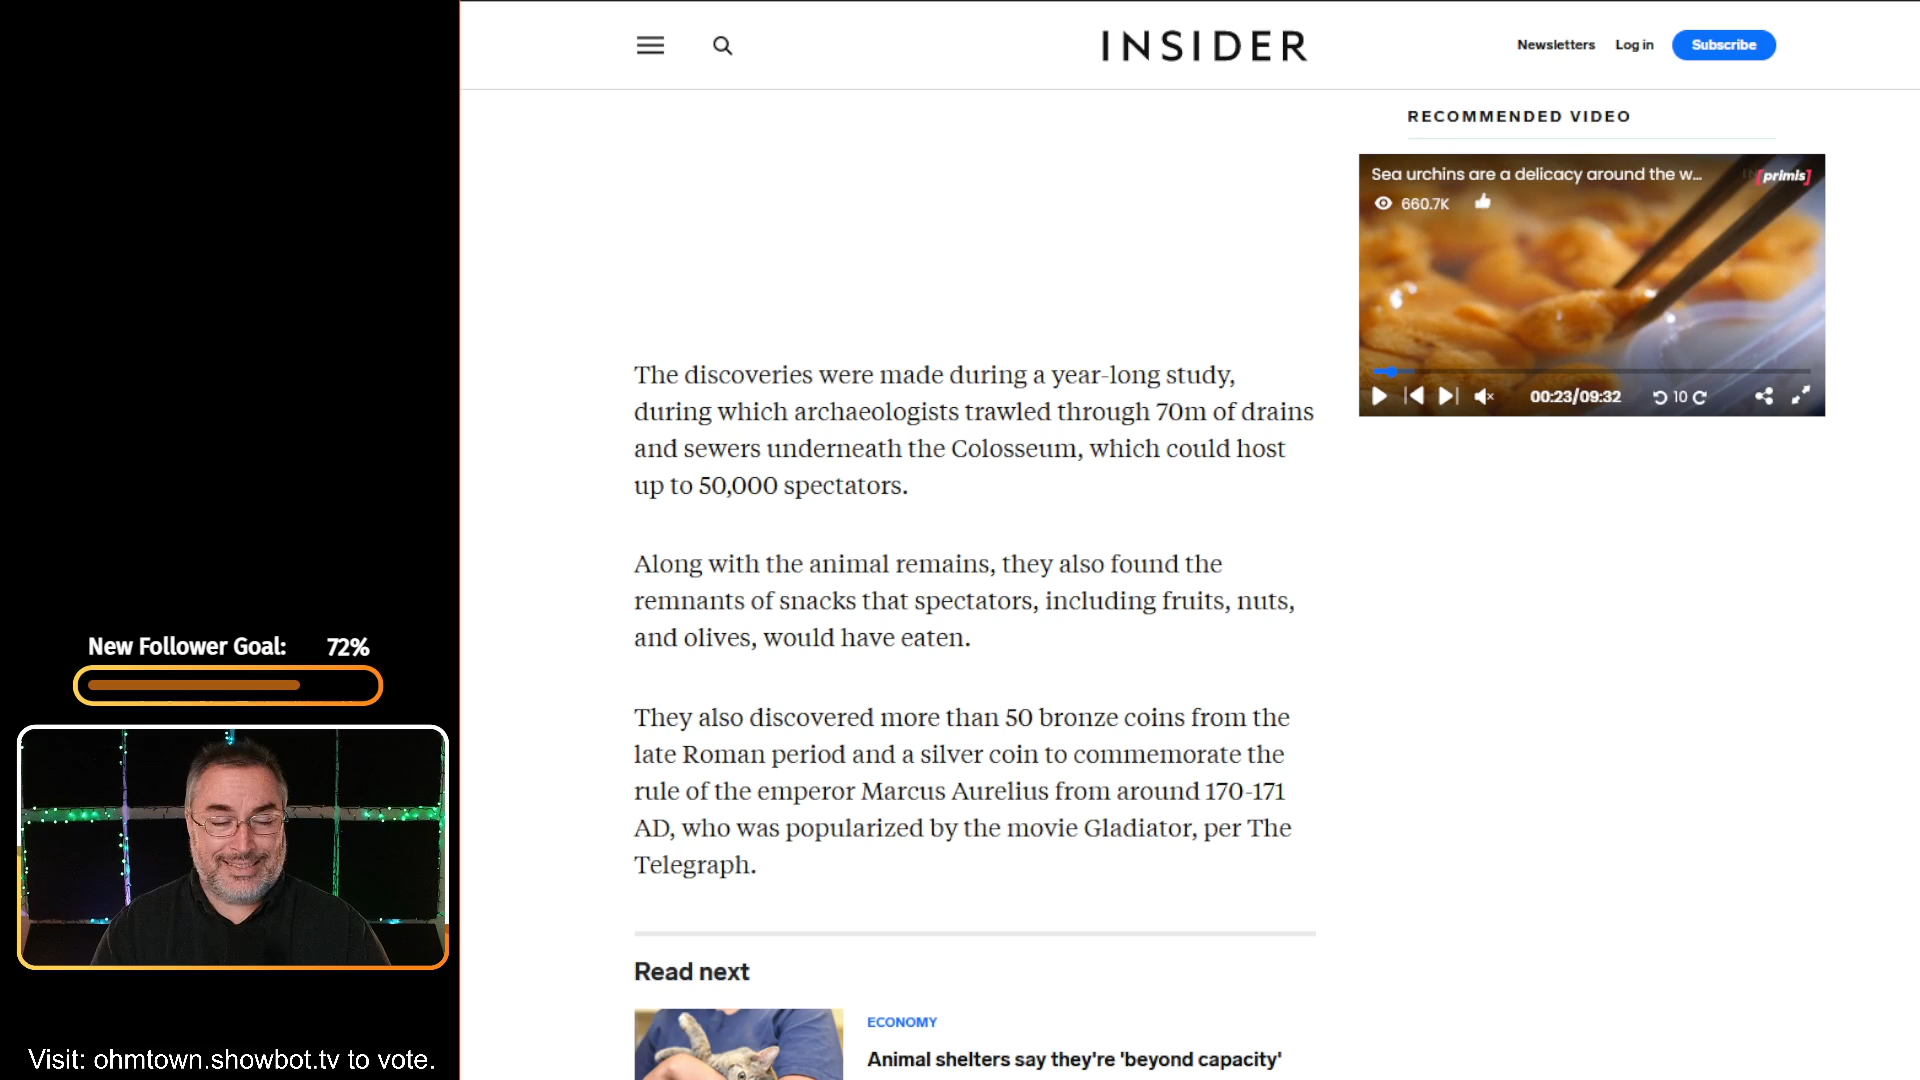 INSIDER
Newsletters
Log in
Subscribe
RECOMMENDED VIDEO
Sea urchins are a delicacy around the w...
[primis]
660.7K
00:23/09:32
10
The discoveries were made during a year-long study,
during which archaeologists trawled through 70m of drains
and sewers underneath the Colosseum, which could host
up to 50,000 spectators.
Along with the animal remains, they also found the
remnants of snacks that spectators, including fruits, nuts,
and olives, would have eaten.
They also discovered more than 50 bronze coins from the
late Roman period and a silver coin to commemorate the
rule of the emperor Marcus Aurelius from around 170-171
AD, who was popularized by the movie Gladiator, per The
Telegraph.
Read next
ECONOMY
Animal shelters say they're 'beyond capacity'
New Follower Goal: 72%
Visit: ohmtown.showbot.tv to vote.